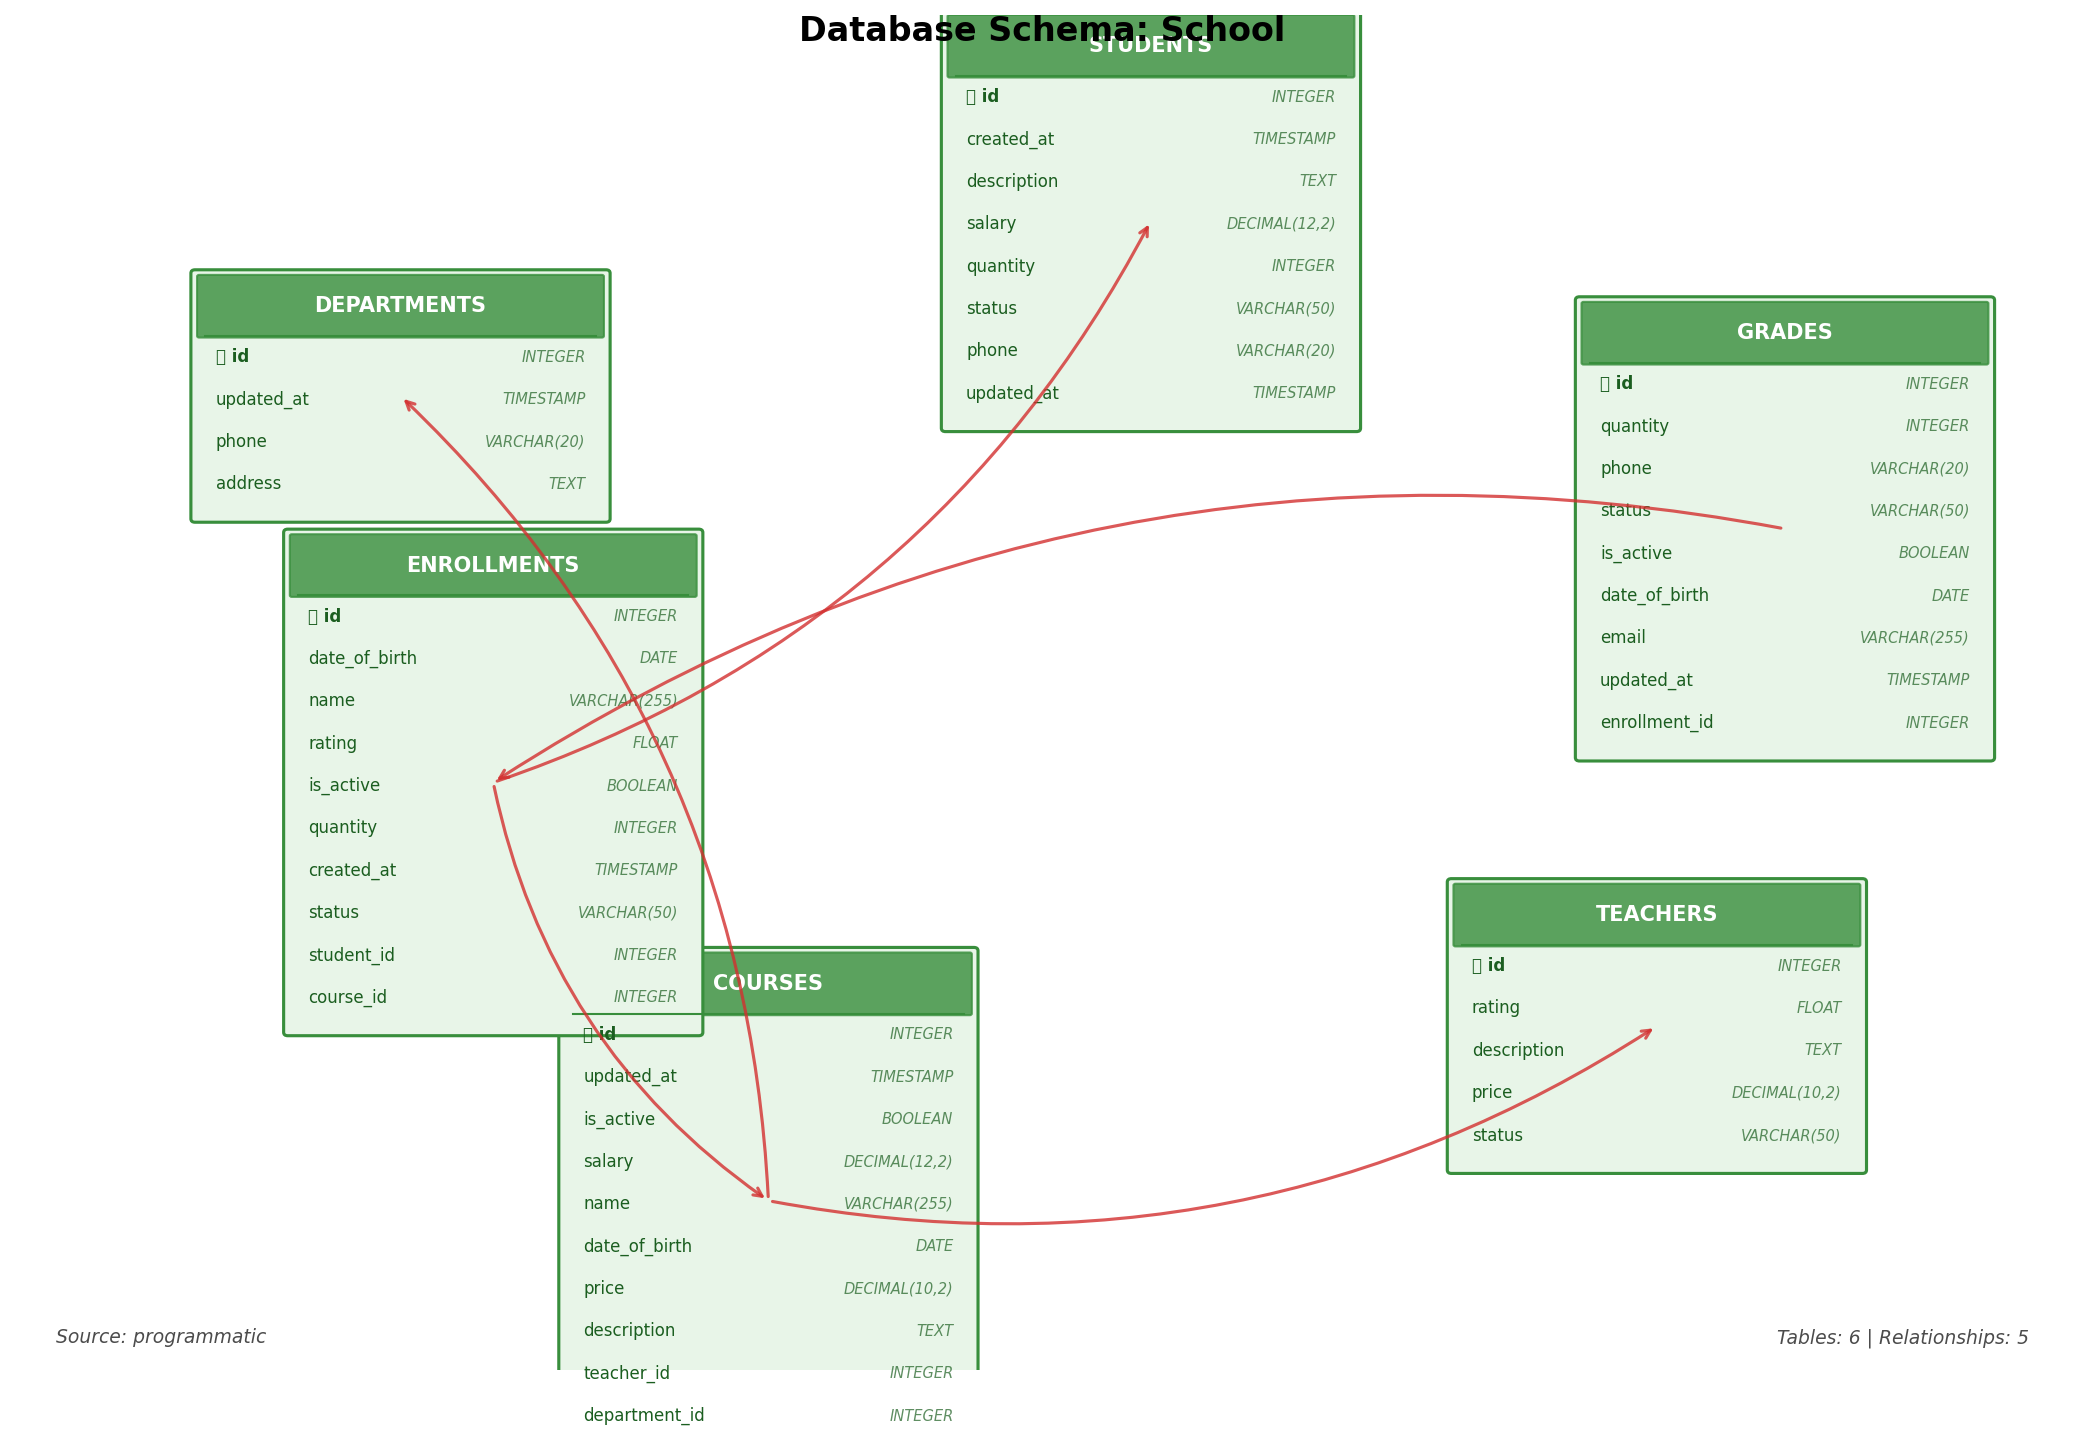 Database Schema: School
STUDENTS
id INTEGER
created_at TIMESTAMP
description TEXT
salary DECIMAL(12,2)
quantity INTEGER
status VARCHAR(50)
phone VARCHAR(20)
updated_at TIMESTAMP
DEPARTMENTS
id INTEGER
updated_at TIMESTAMP
phone VARCHAR(20)
address TEXT
GRADES
id INTEGER
quantity INTEGER
phone VARCHAR(20)
status VARCHAR(50)
is_active BOOLEAN
date_of_birth DATE
email VARCHAR(255)
updated_at TIMESTAMP
enrollment_id INTEGER
ENROLLMENTS
id INTEGER
date_of_birth DATE
name VARCHAR(255)
rating FLOAT
is_active BOOLEAN
quantity INTEGER
created_at TIMESTAMP
status VARCHAR(50)
student_id INTEGER
course_id INTEGER
TEACHERS
id INTEGER
rating FLOAT
description TEXT
price DECIMAL(10,2)
status VARCHAR(50)
COURSES
id INTEGER
updated_at TIMESTAMP
is_active BOOLEAN
salary DECIMAL(12,2)
name VARCHAR(255)
date_of_birth DATE
price DECIMAL(10,2)
description TEXT
teacher_id INTEGER
department_id INTEGER
Source: programmatic
Tables: 6 | Relationships: 5